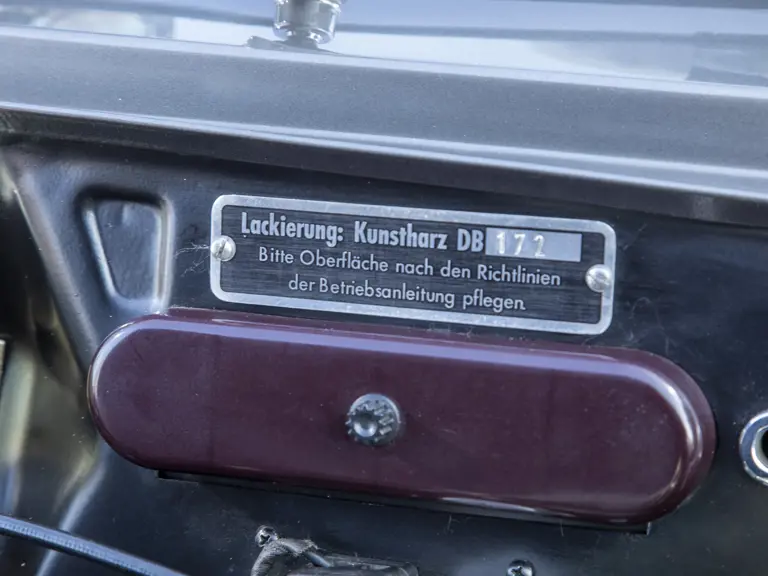 Lackierung: Kunstharz DB 172
Bitte Oberfläche nach den Richtlinien
der Betriebsanleitung pflegen.